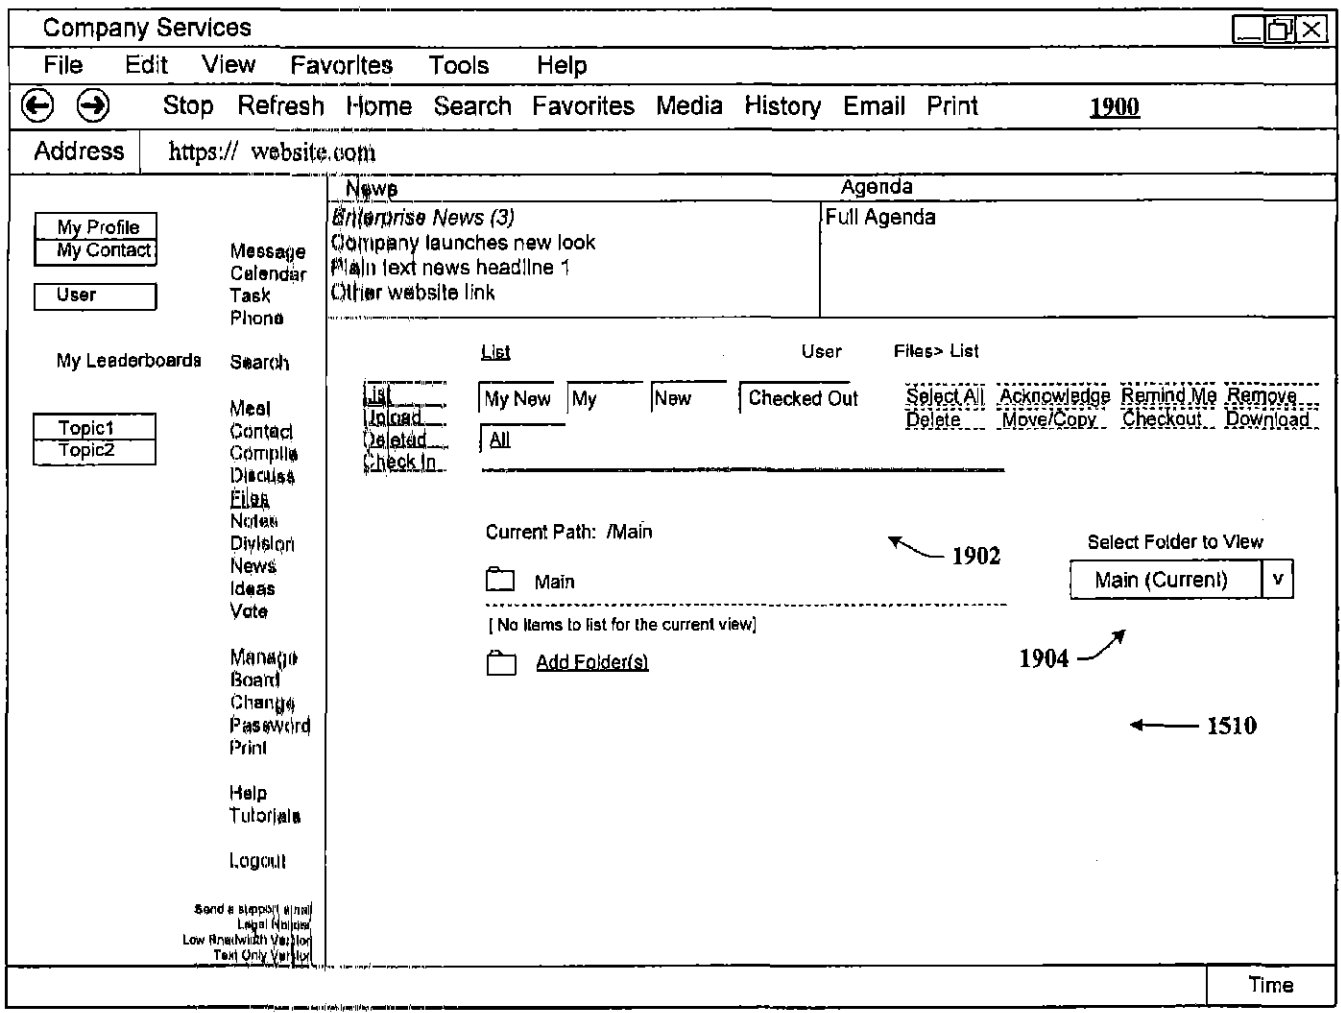 Company Services
File Edit View Favorites Tools Help
Stop Refresh Home Search Favorites Media History Email Print 1900
Address https:// website.com
News Agenda
Enterprise News (3) Full Agenda
Company launches new look
Plain text news headline 1
Other website link
My Profile
My Contact
User
My Leaderboards
Topic1
Topic2
Message
Calendar
Task
Phone
Search
Meal
Contact
Compile
Discuss
Files
Notes
Division
News
Ideas
Vote
Manage
Board
Change
Password
Print
Help
Tutorials
Logout
Send a support email
Legal Notices
Low Bandwidth Version
Text Only Version
List User Files> List
List
Upload
Deleted
Check In
My New My New Checked Out
All
Select All Acknowledge Remind Me Remove
Delete Move/Copy Checkout Download
Current Path: /Main
1902
Main
[ No items to list for the current view]
Add Folder(s)
Select Folder to View
Main (Current) v
1904
1510
Time